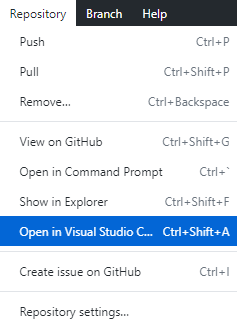 Repository Branch Help
Push Ctrl+P
Pull Ctrl+Shift+P
Remove... Ctrl+Backspace
View on GitHub Ctrl+Shift+G
Open in Command Prompt Ctrl+`
Show in Explorer Ctrl+Shift+F
Open in Visual Studio C... Ctrl+Shift+A
Create issue on GitHub Ctrl+I
Repository settings...